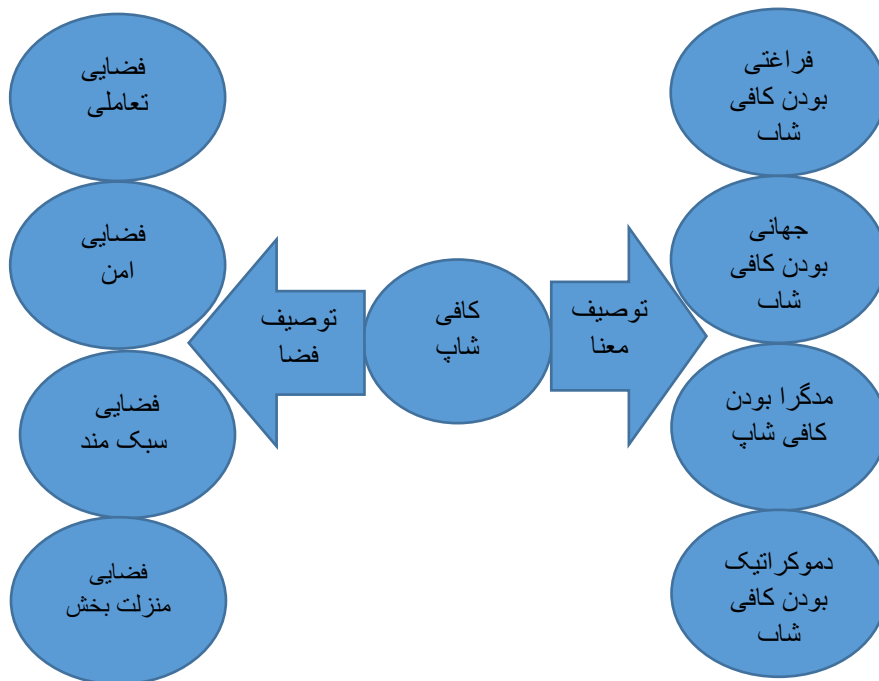 فراغتی
بودن کافی
شاپ
جهانی
بودن کافی
شاپ
مدگرا بودن
کافی شاپ
دموکراتیک
بودن کافی
شاپ
توصیف
معنا
کافی
شاپ
توصیف
فضا
فضایی
تعاملی
فضایی
امن
فضایی
سبک مند
فضایی
منزلت بخش